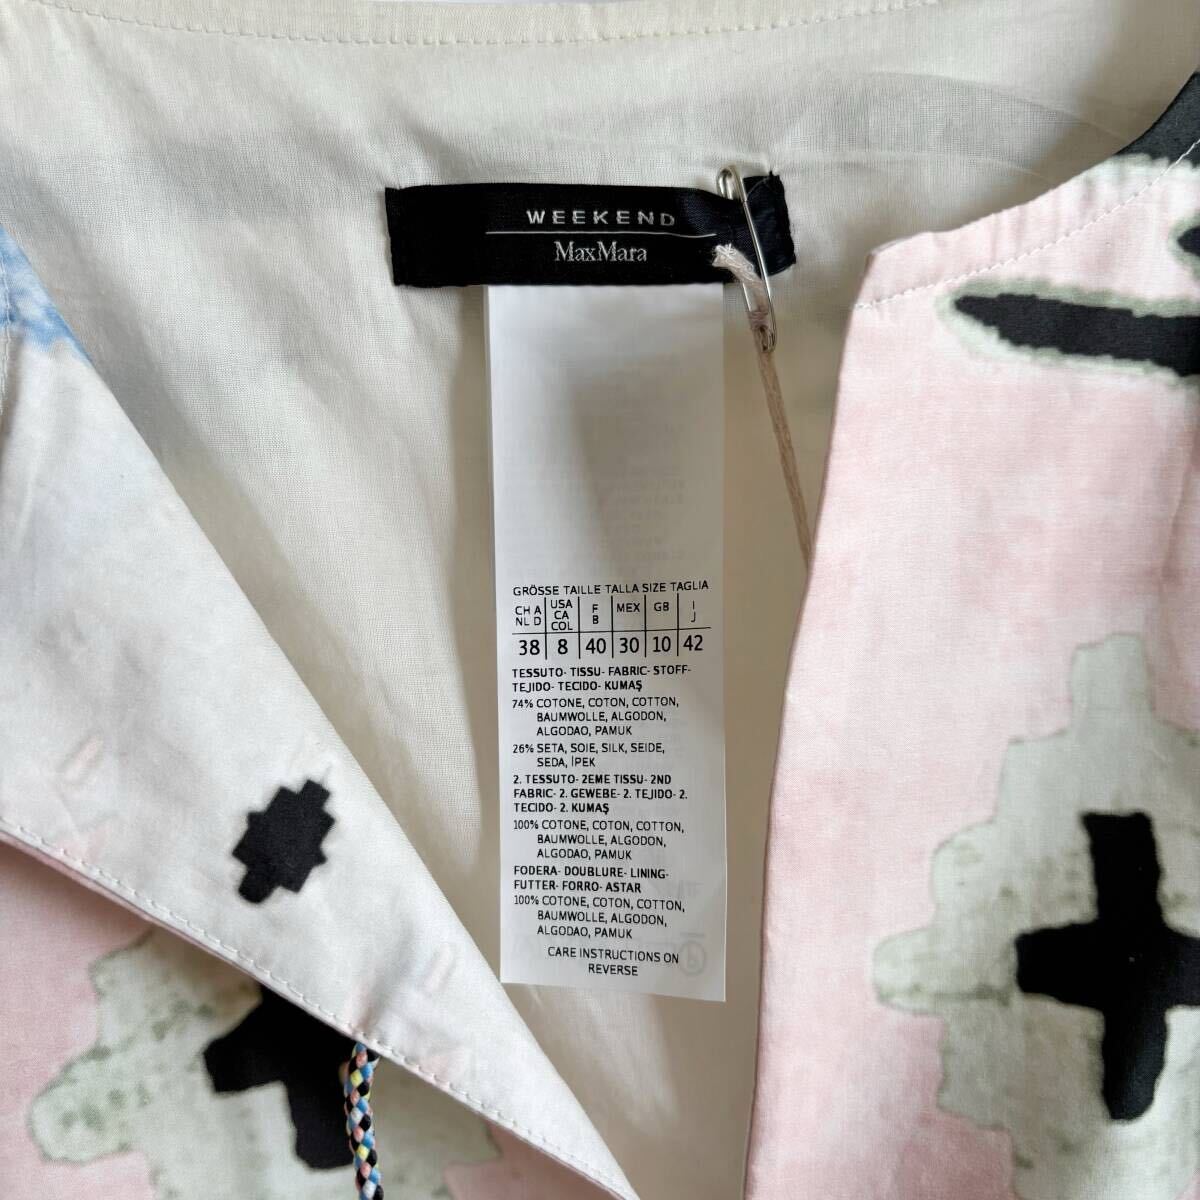 WEEKEND
MaxMara
GRÖSSE TAILLE TALLA SIZE TAGLIA
CH A NL D USA CA COL F B MEX GB I J
38 8 40 30 10 42
TESSUTO- TISSU- FABRIC- STOFF-
TEJIDO- TECIDO- KUMAŞ
74% COTONE, COTON, COTTON,
BAUMWOLLE, ALGODON,
ALGODAO, PAMUK
26% SETA, SOIE, SILK, SEIDE,
SEDA, İPEK
2. TESSUTO- 2EME TISSU- 2ND
FABRIC- 2. GEWEBE- 2. TEJIDO- 2.
TECIDO- 2. KUMAŞ
100% COTONE, COTON, COTTON,
BAUMWOLLE, ALGODON,
ALGODAO, PAMUK
FODERA- DOUBLURE- LINING-
FUTTER- FORRO- ASTAR
100% COTONE, COTON, COTTON,
BAUMWOLLE, ALGODON,
ALGODAO, PAMUK
CARE INSTRUCTIONS ON
REVERSE